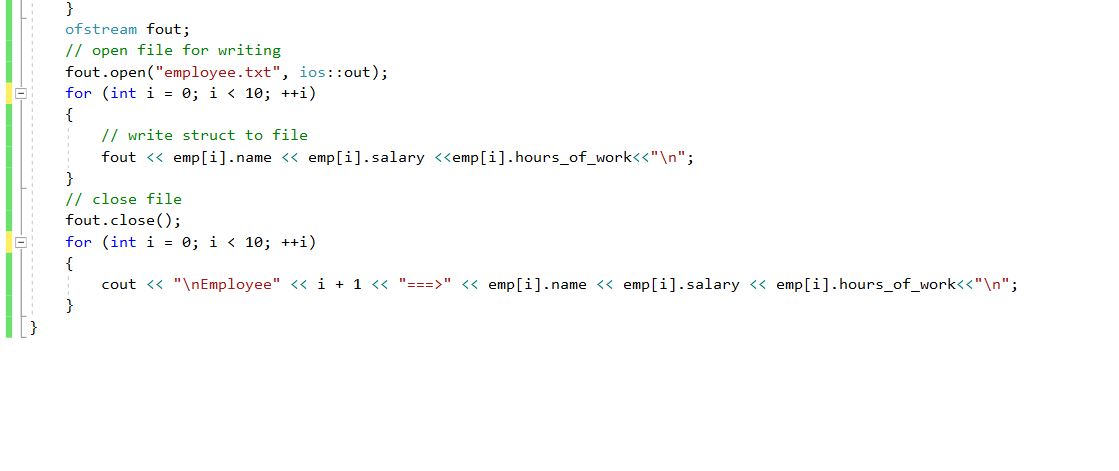 }
ofstream fout;
// open file for writing
fout.open("employee.txt", ios::out);
for (int i = 0; i < 10; ++i)
{
// write struct to file
fout << emp[i].name << emp[i].salary <<emp[i].hours_of_work<<"\n";
}
// close file
fout.close();
for (int i = 0; i < 10; ++i)
{
cout << "\nEmployee" << i + 1 << "===>" << emp[i].name << emp[i].salary << emp[i].hours_of_work<<"\n";
}
}